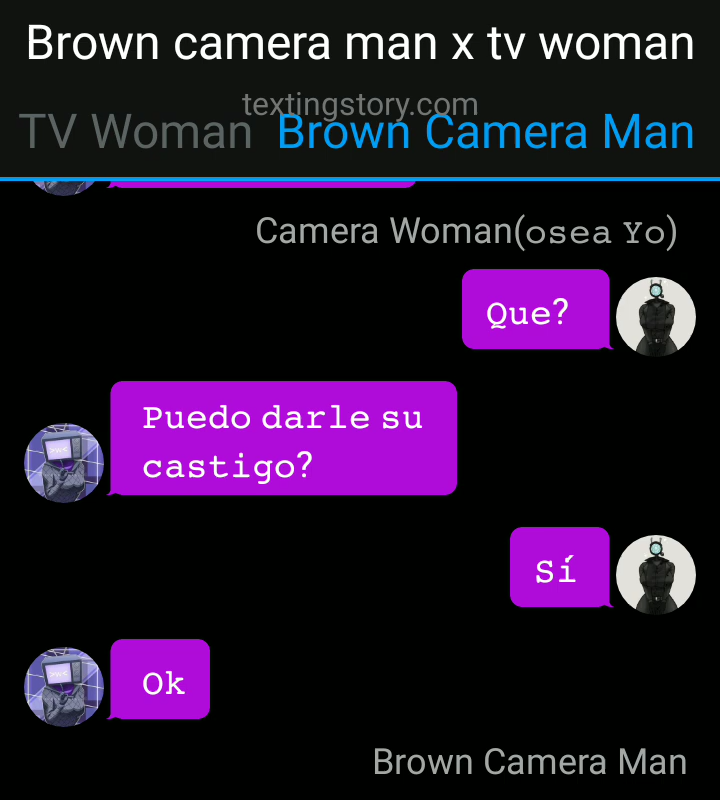 Brown camera man x tv woman
textingstory.com
TV Woman Brown Camera Man
Camera Woman(osea Yo)
Que?
Puedo darle su
castigo?
Sí
Ok
Brown Camera Man